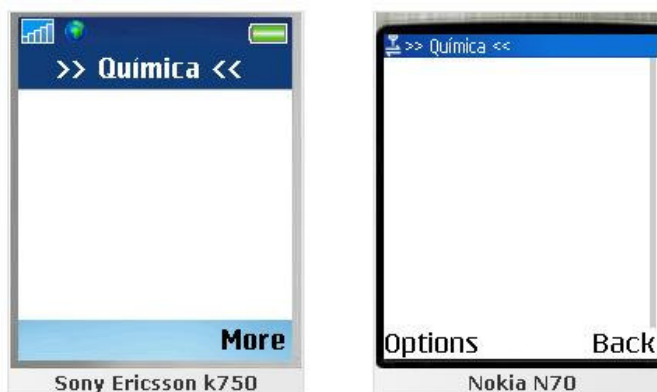 >> Química <<
More
Sony Ericsson k750
>> Química <<
Options Back
Nokia N70